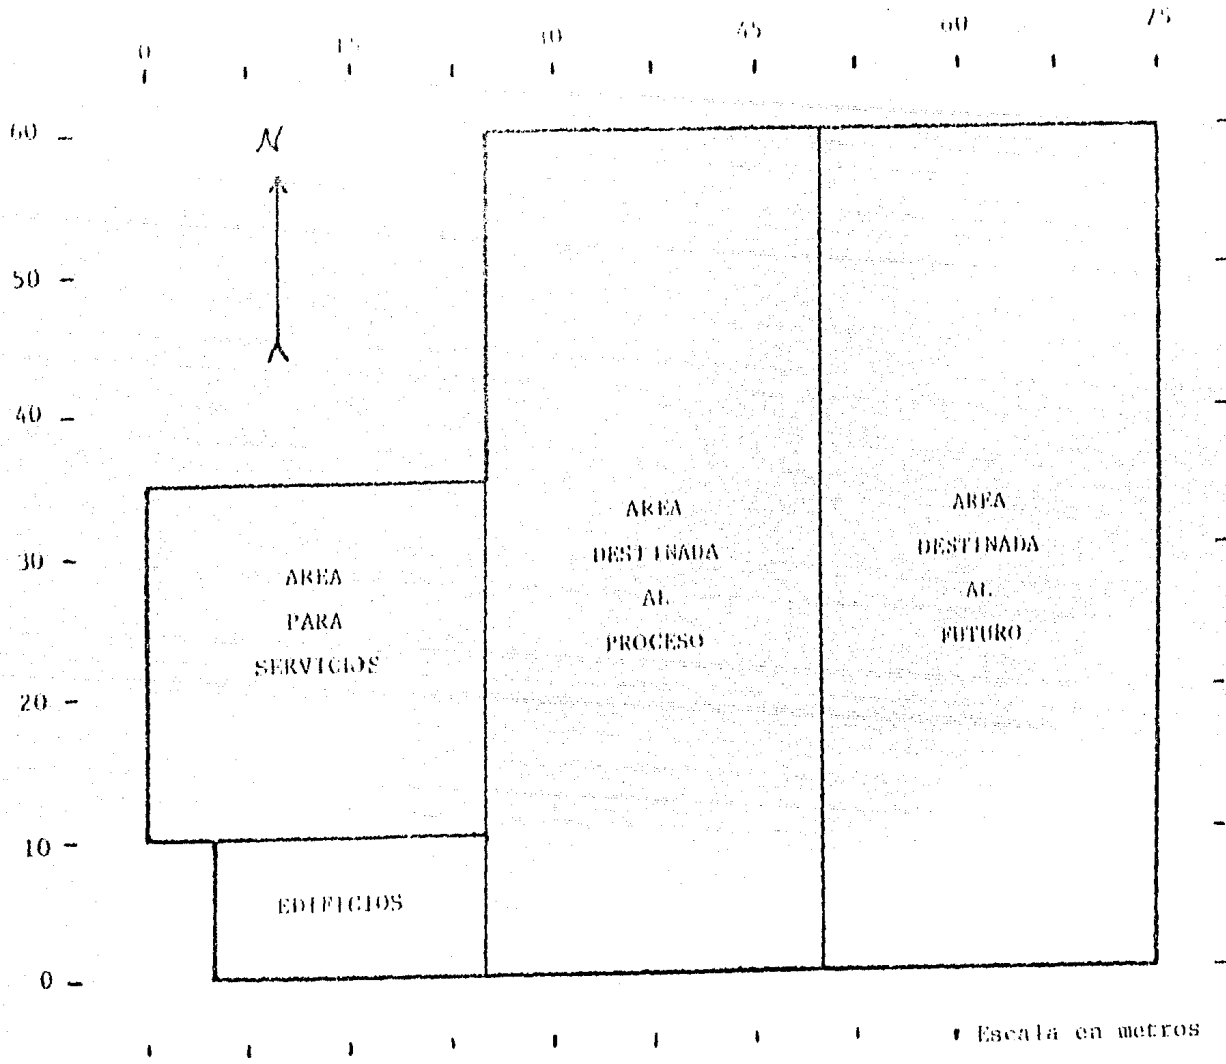 0 15 30 45 60 75
60
N
50
40
30
20
10
0
AREA
PARA
SERVICIOS
AREA
DESTINADA
AL
PROCESO
AREA
DESTINADA
AL
FUTURO
EDIFICIOS
Escala en metros